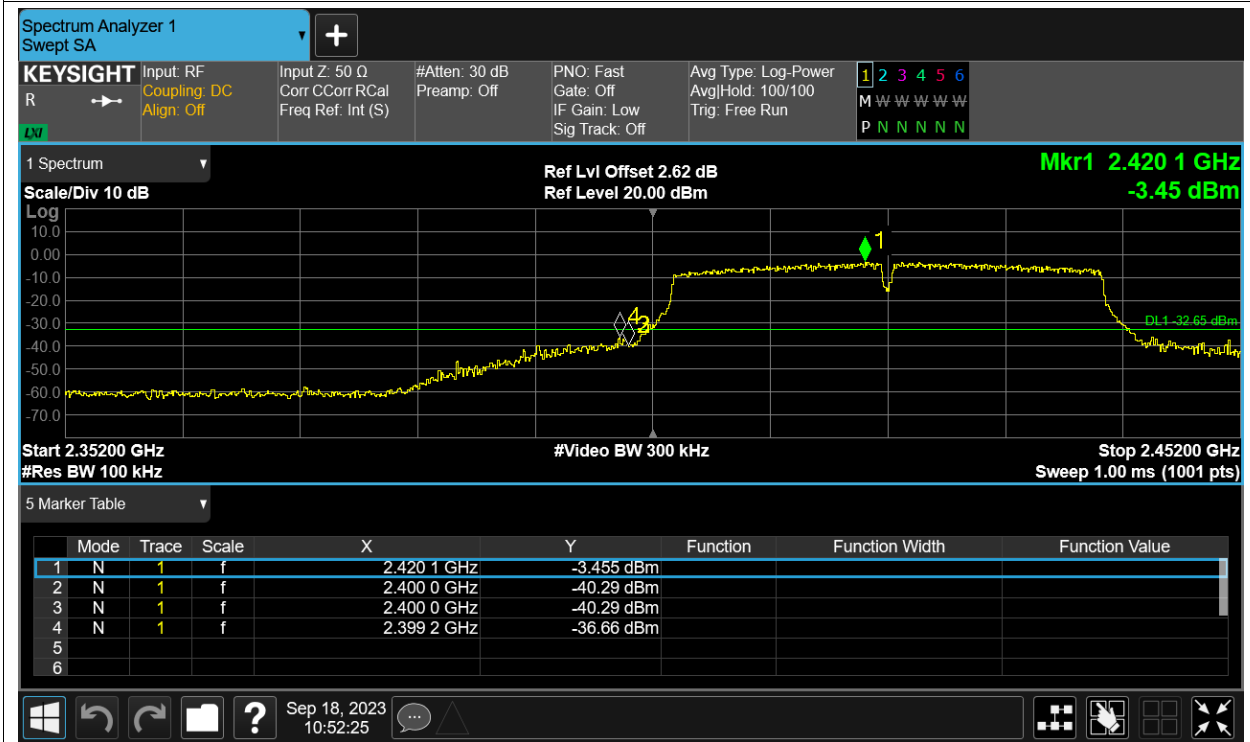 Spectrum Analyzer 1
Swept SA
+
KEYSIGHT
R
LXI
Input: RF
Coupling: DC
Align: Off
Input Z: 50 Ω
Corr CCorr RCal
Freq Ref: Int (S)
#Atten: 30 dB
Preamp: Off
PNO: Fast
Gate: Off
IF Gain: Low
Sig Track: Off
Avg Type: Log-Power
Avg|Hold: 100/100
Trig: Free Run
1 2 3 4 5 6
M W W W W W
P N N N N N
1 Spectrum
Scale/Div 10 dB
Ref Lvl Offset 2.62 dB
Ref Level 20.00 dBm
Mkr1 2.420 1 GHz
-3.45 dBm
Log
10.0
0.00
-10.0
-20.0
-30.0
-40.0
-50.0
-60.0
-70.0
1
4
DL1 -32.65 dBm
Start 2.35200 GHz
#Res BW 100 kHz
#Video BW 300 kHz
Stop 2.45200 GHz
Sweep 1.00 ms (1001 pts)
5 Marker Table
Mode Trace Scale X Y Function Function Width Function Value
1 N 1 f 2.420 1 GHz -3.455 dBm
2 N 1 f 2.400 0 GHz -40.29 dBm
3 N 1 f 2.400 0 GHz -40.29 dBm
4 N 1 f 2.399 2 GHz -36.66 dBm
5
6
?
Sep 18, 2023
10:52:25